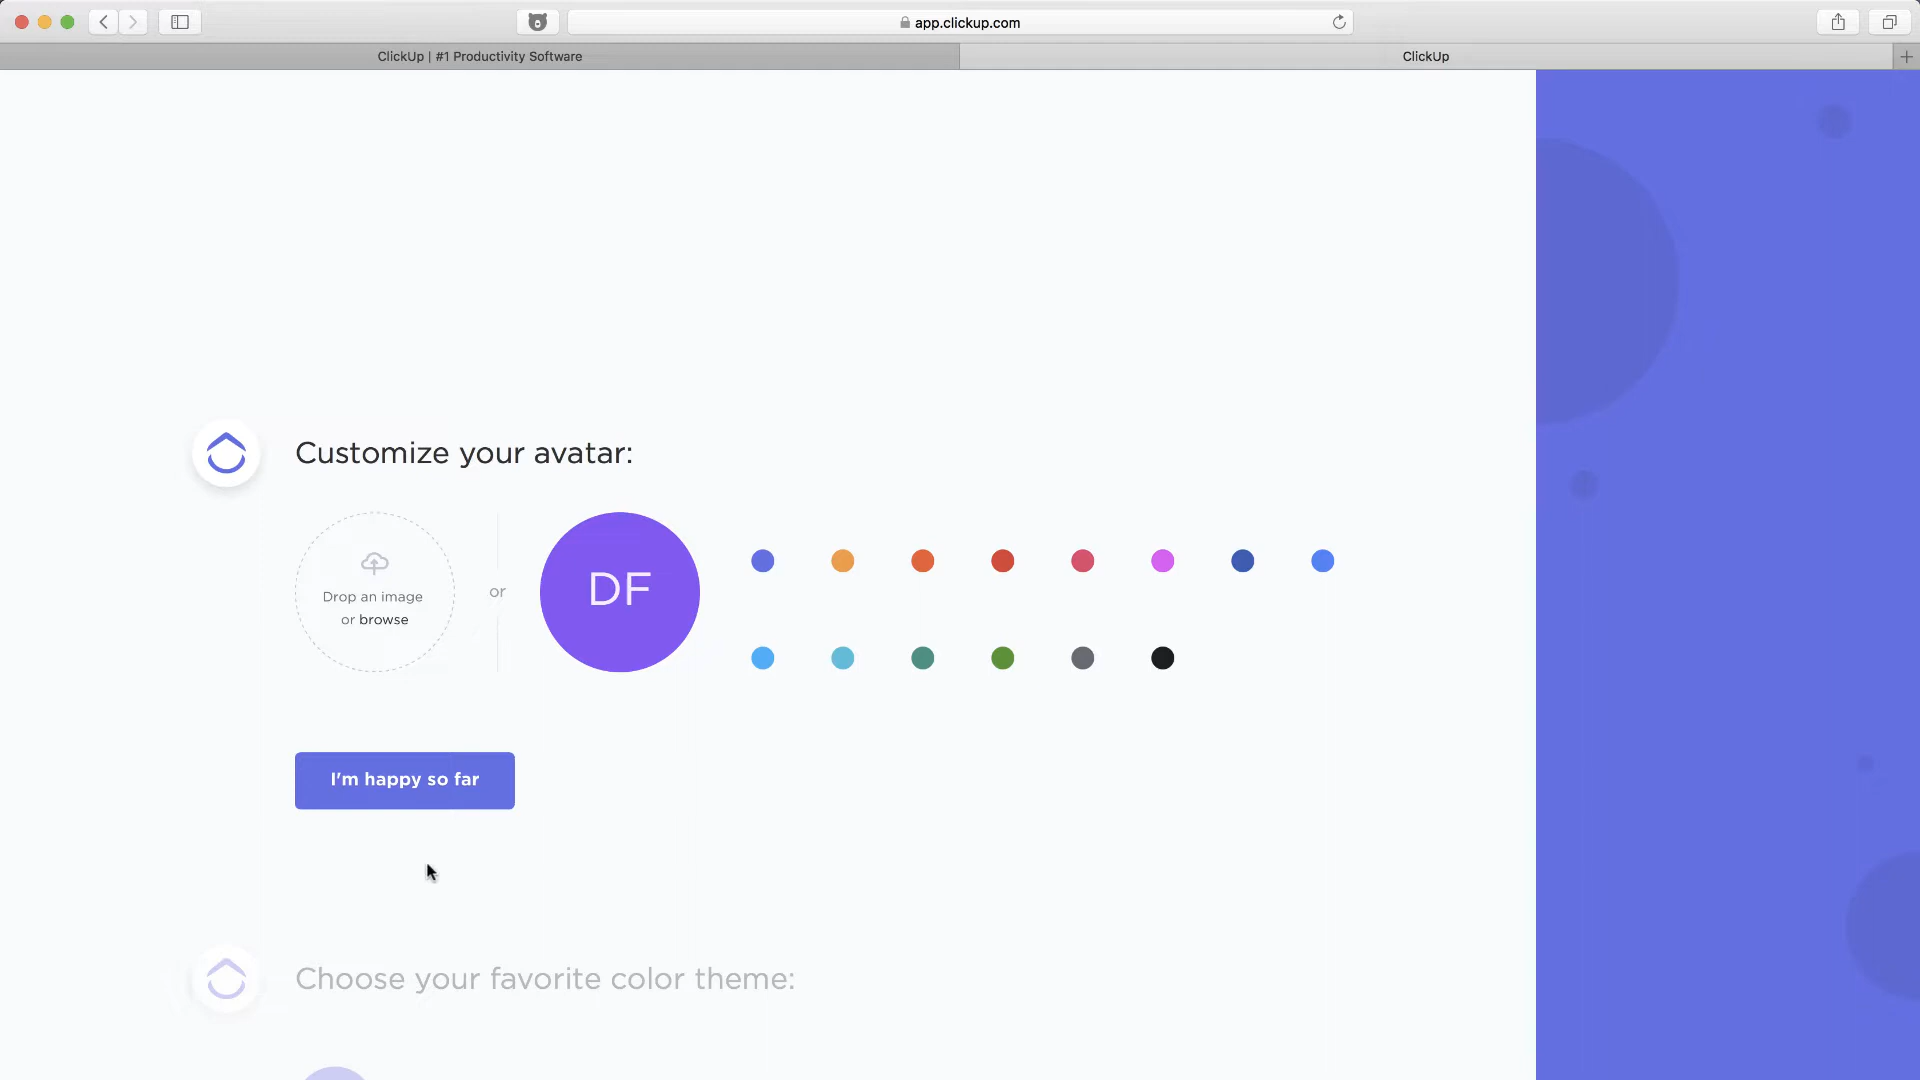 app.clickup.com
ClickUp | #1 Productivity Software
ClickUp
Customize your avatar:
Drop an image
or browse
or
DF
I'm happy so far
Choose your favorite color theme: